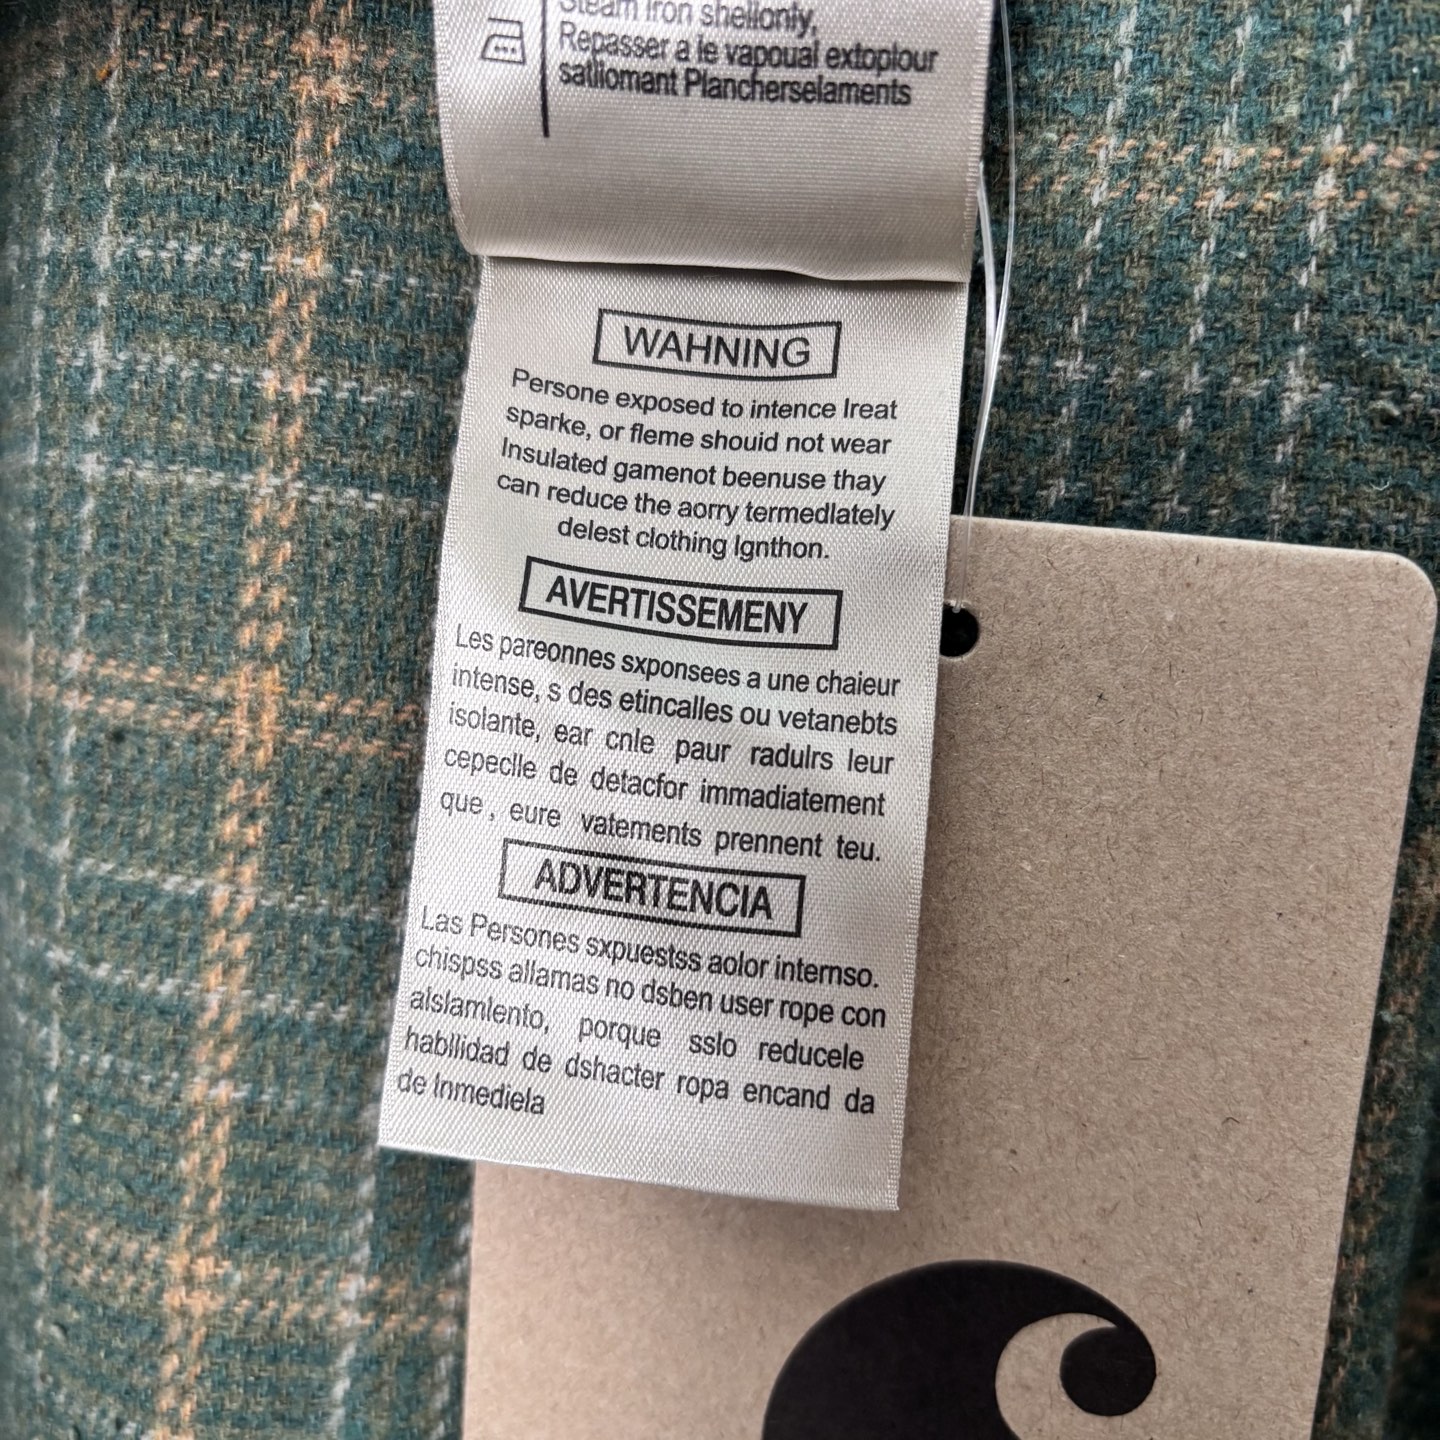 Steam Iron shellonly,
Repasser a le vapoual extoplour
satliomant Plancherselaments
WAHNING
Persone exposed to intence lreat
sparke, or fleme shouid not wear
Insulated gamenot beenuse thay
can reduce the aorry termedlately
delest clothing lgnthon.
AVERTISSEMENY
Les pareonnes sxponsees a une chaieur
intense, s des etincalles ou vetanebts
isolante, ear cnle paur radulrs leur
cepeclle de detacfor immadiatement
que , eure vatements prennent teu.
ADVERTENCIA
Las Persones sxpuestss aolor internso.
chispss allamas no dsben user rope con
aislamlento, porque sslo reducele
habllidad de dshacter ropa encand da
de Inmediela